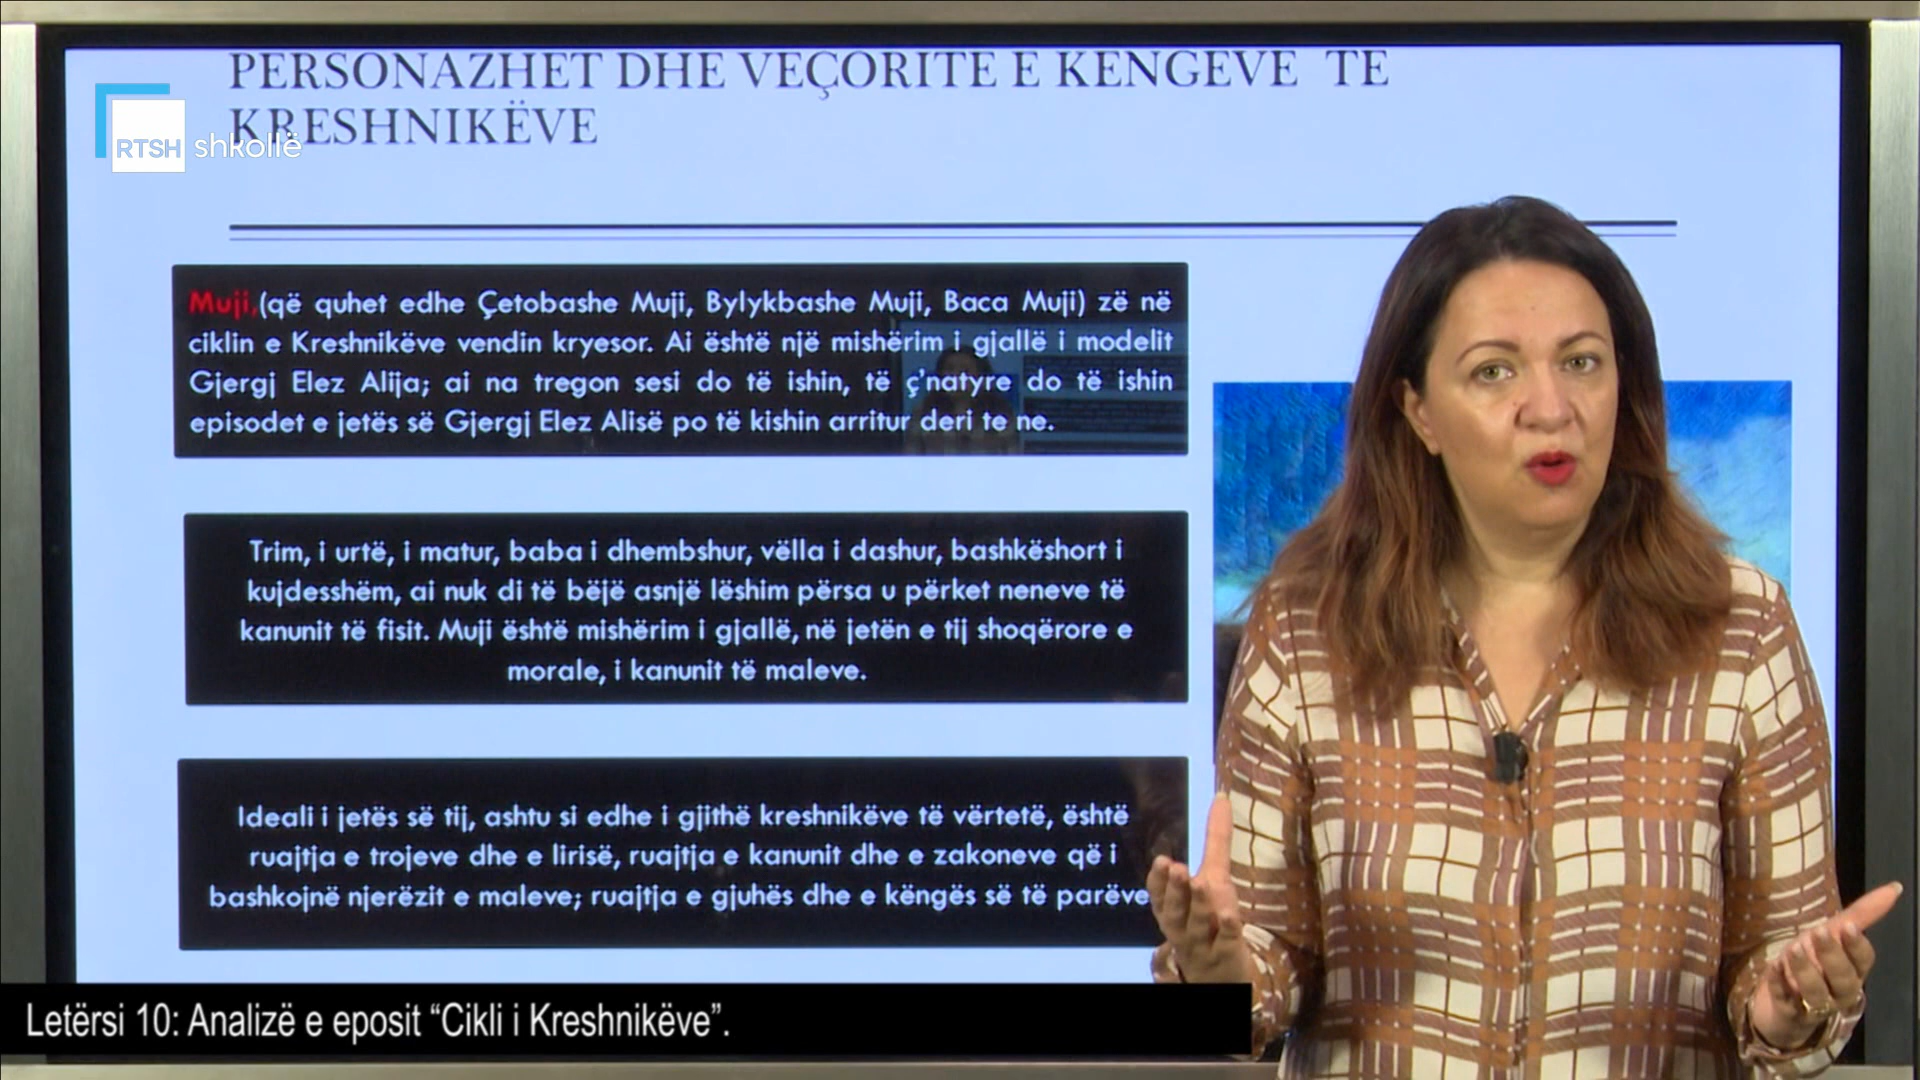 PERSONAZHET DHE VEÇORITE E KENGEVE TE
KRESHNIKËVE
RTSH shkollë
Muji,(që quhet edhe Çetobashe Muji, Bylykbashe Muji, Baca Muji) zë në
ciklin e Kreshnikëve vendin kryesor. Ai është një mishërim i gjallë i modelit
Gjergj Elez Alija; ai na tregon sesi do të ishin, të ç'natyre do të ishin
episodet e jetës së Gjergj Elez Alisë po të kishin arritur deri te ne.
Trim, i urtë, i matur, baba i dhembshur, vëlla i dashur, bashkëshort i
kujdesshëm, ai nuk di të bëjë asnjë lëshim përsa u përket neneve të
kanunit të fisit. Muji është mishërim i gjallë, në jetën e tij shoqërore e
morale, i kanunit të maleve.
Ideali i jetës së tij, ashtu si edhe i gjithë kreshnikëve të vërtetë, është
ruajtja e trojeve dhe e lirisë, ruajtja e kanunit dhe e zakoneve që i
bashkojnë njerëzit e maleve; ruajtja e gjuhës dhe e këngës së të parëve
Letërsi 10: Analizë e eposit “Cikli i Kreshnikëve”.